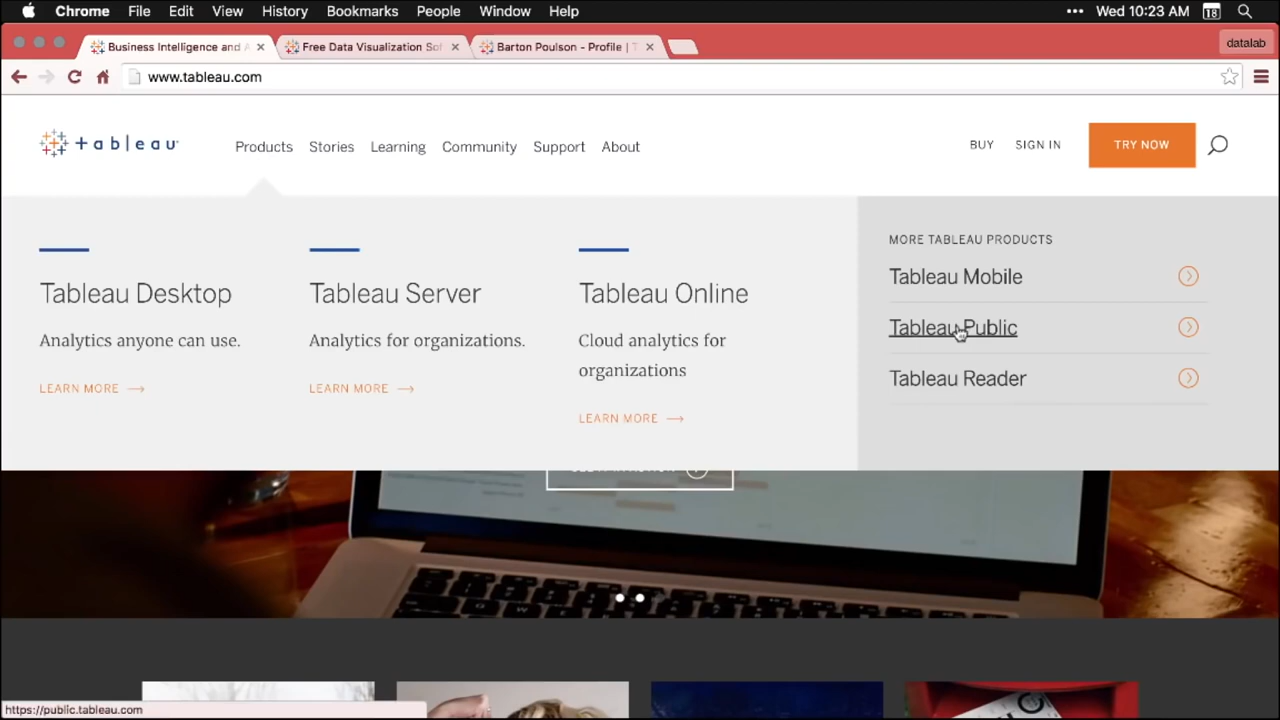 Chrome File Edit View History Bookmarks People Window Help ••• Wed 10:23 AM 18
Business Intelligence and A Free Data Visualization Sof Barton Poulson - Profile | T datalab
www.tableau.com
tableau Products Stories Learning Community Support About BUY SIGN IN TRY NOW
MORE TABLEAU PRODUCTS
Tableau Desktop Tableau Server Tableau Online Tableau Mobile
Analytics anyone can use. Analytics for organizations. Cloud analytics for organizations Tableau Public
LEARN MORE LEARN MORE LEARN MORE Tableau Reader
https://public.tableau.com